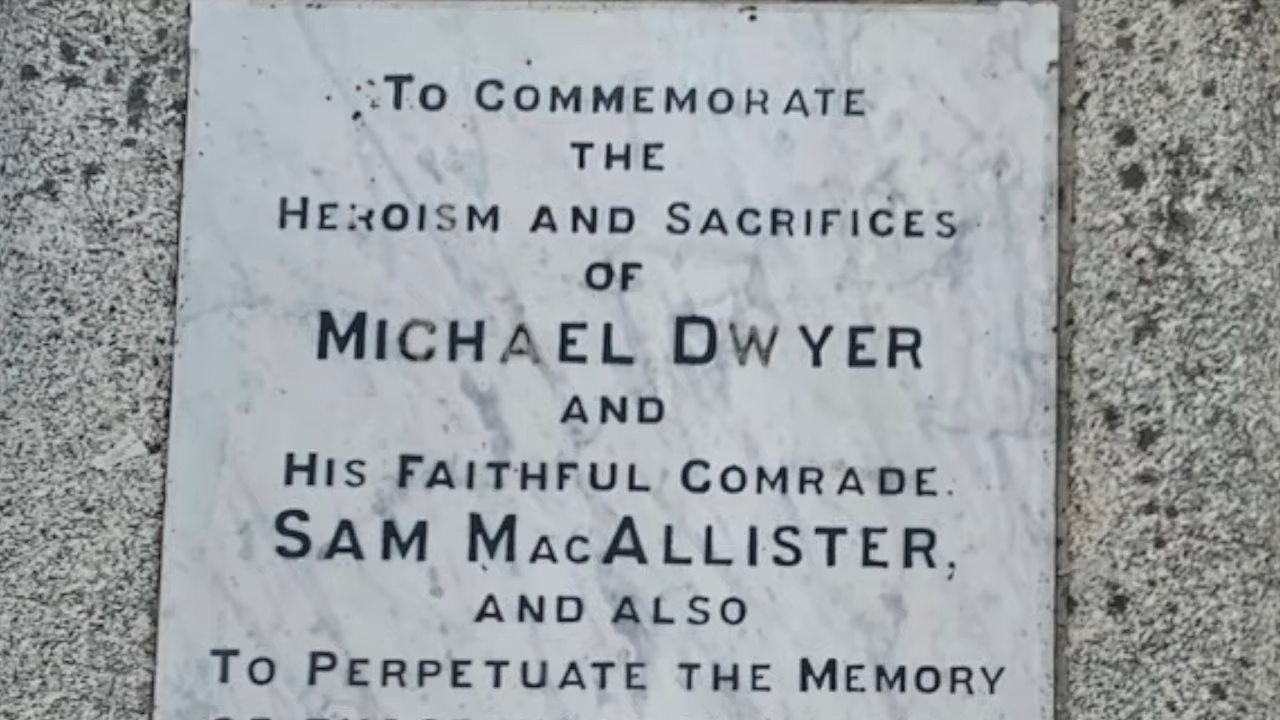 To Commemorate
the
Heroism and Sacrifices
of
Michael Dwyer
and
His Faithful Comrade.
Sam MacAllister,
and also
To Perpetuate the Memory